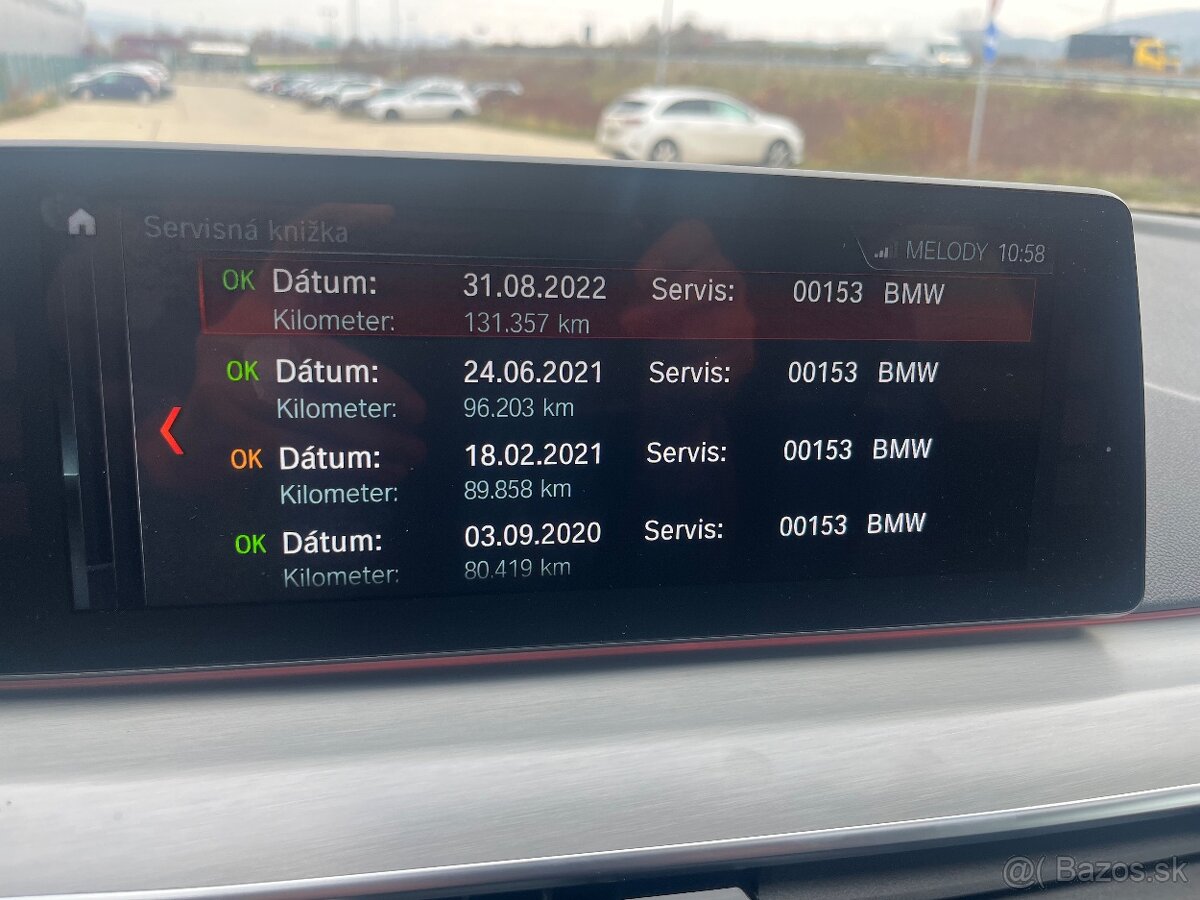 Servisná knižka
MELODY 10:58
OK Dátum: 31.08.2022 Servis: 00153 BMW
Kilometer: 131.357 km
OK Dátum: 24.06.2021 Servis: 00153 BMW
Kilometer: 96.203 km
OK Dátum: 18.02.2021 Servis: 00153 BMW
Kilometer: 89.858 km
OK Dátum: 03.09.2020 Servis: 00153 BMW
Kilometer: 80.419 km
@( Bazos.sk